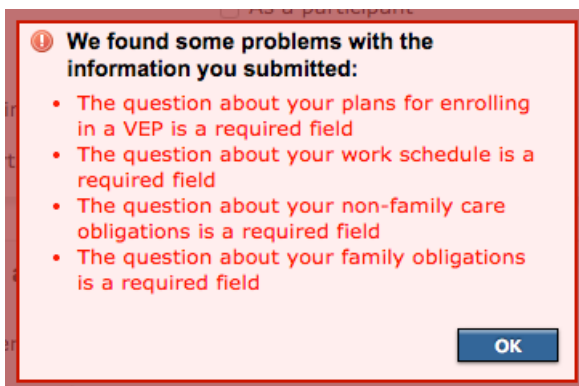 As a participant
We found some problems with the
information you submitted:
• The question about your plans for enrolling
in a VEP is a required field
• The question about your work schedule is a
required field
• The question about your non-family care
obligations is a required field
• The question about your family obligations
is a required field
OK